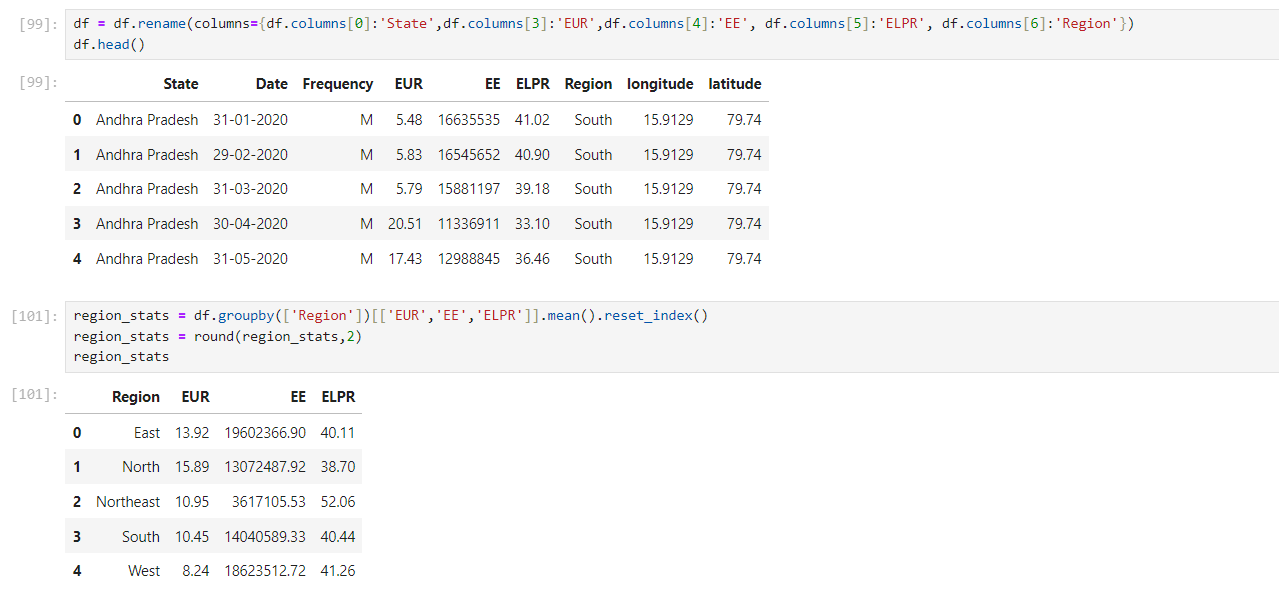 [99]: df = df.rename(columns={df.columns[0]:'State',df.columns[3]:'EUR',df.columns[4]:'EE', df.columns[5]:'ELPR', df.columns[6]:'Region'})
df.head()
[99]:
State Date Frequency EUR EE ELPR Region longitude latitude
0 Andhra Pradesh 31-01-2020 M 5.48 16635535 41.02 South 15.9129 79.74
1 Andhra Pradesh 29-02-2020 M 5.83 16545652 40.90 South 15.9129 79.74
2 Andhra Pradesh 31-03-2020 M 5.79 15881197 39.18 South 15.9129 79.74
3 Andhra Pradesh 30-04-2020 M 20.51 11336911 33.10 South 15.9129 79.74
4 Andhra Pradesh 31-05-2020 M 17.43 12988845 36.46 South 15.9129 79.74
[101]: region_stats = df.groupby(['Region'])[['EUR','EE','ELPR']].mean().reset_index()
region_stats = round(region_stats,2)
region_stats
[101]:
Region EUR EE ELPR
0 East 13.92 19602366.90 40.11
1 North 15.89 13072487.92 38.70
2 Northeast 10.95 3617105.53 52.06
3 South 10.45 14040589.33 40.44
4 West 8.24 18623512.72 41.26